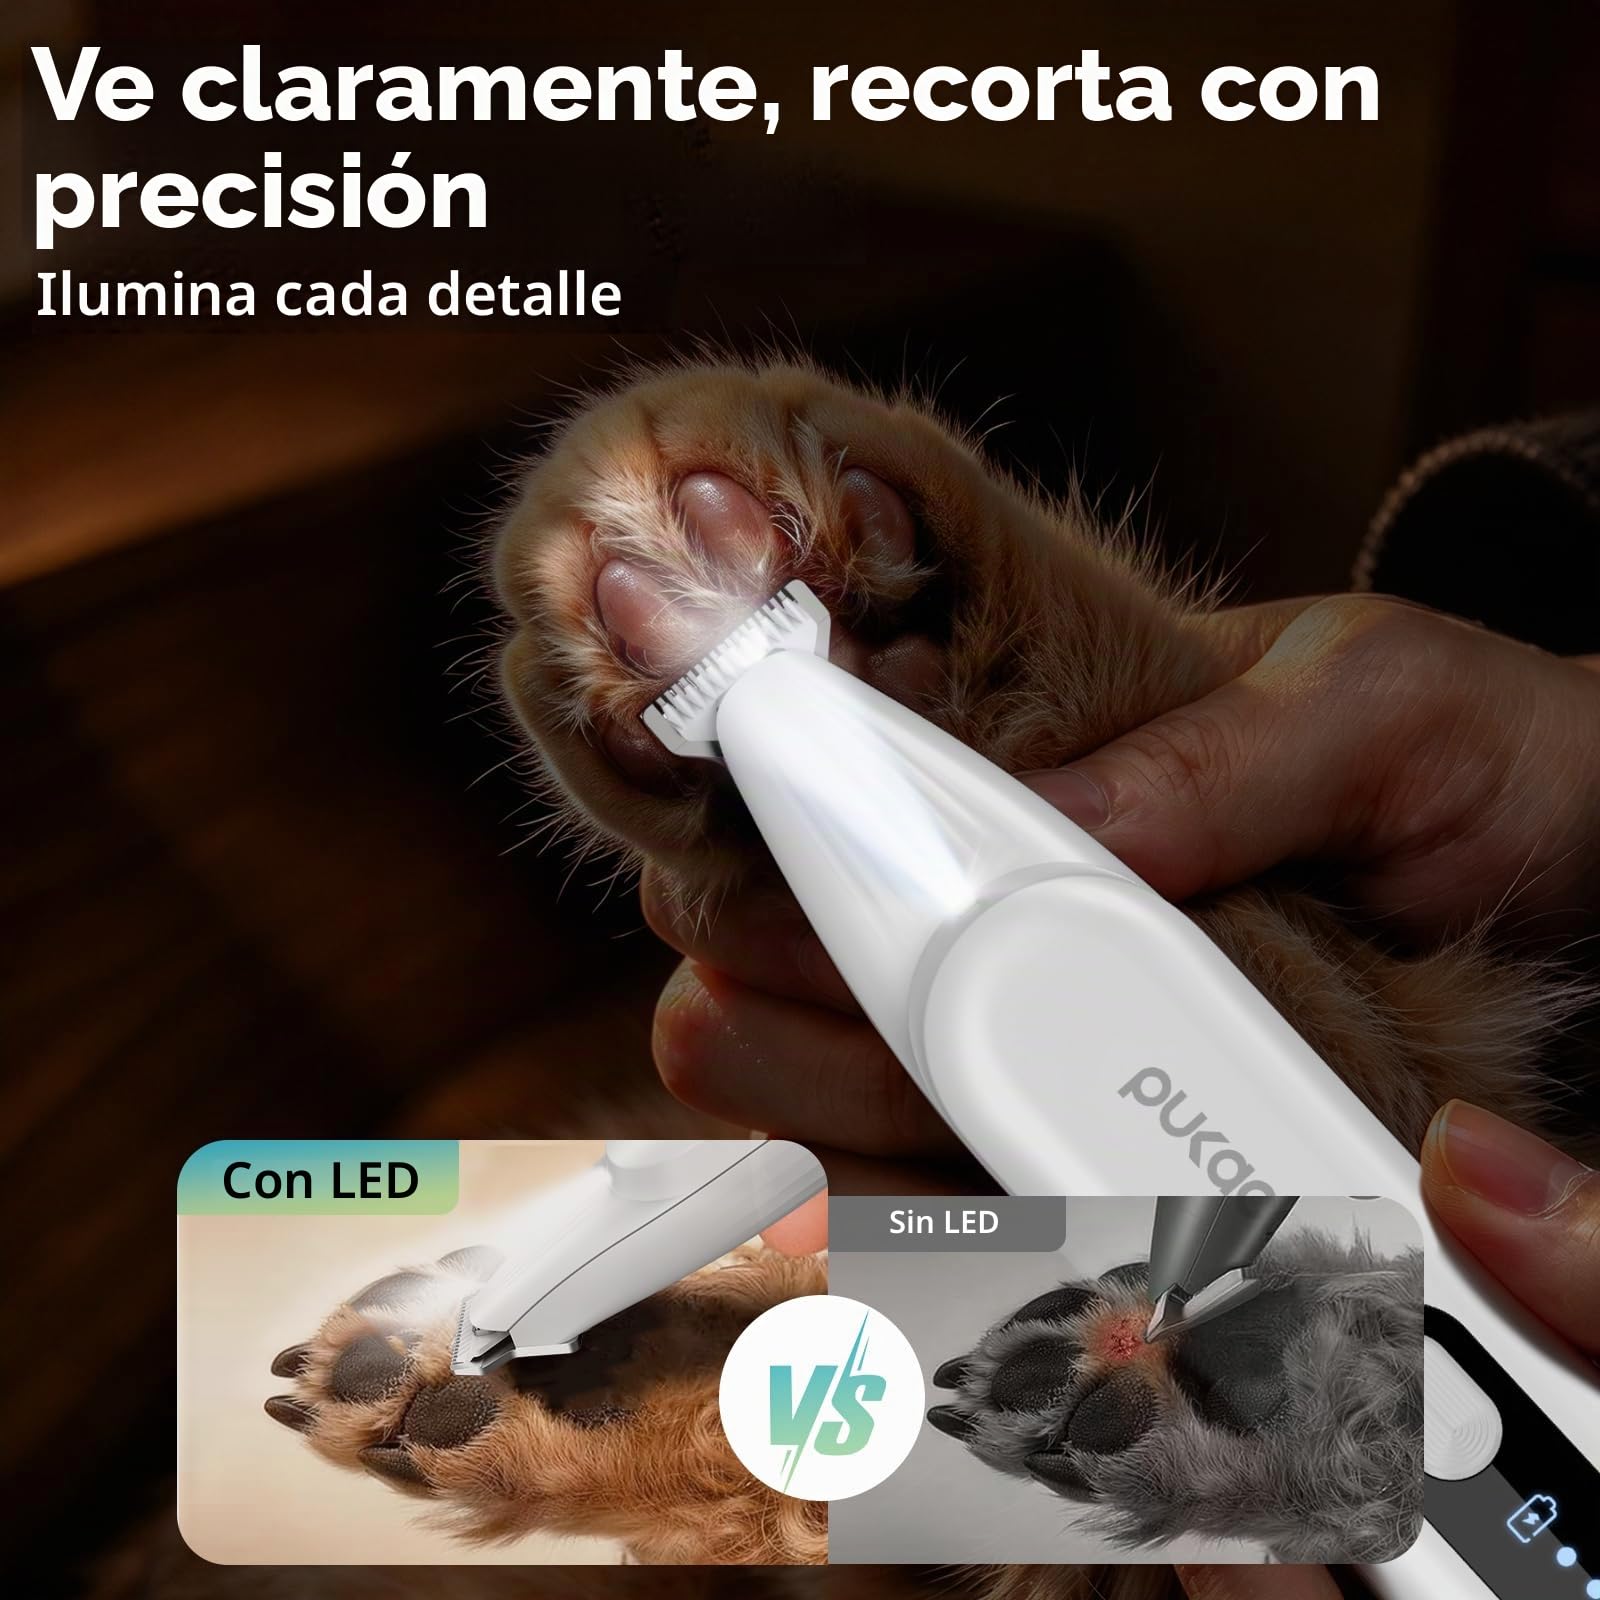 Ve claramente, recorta con
precisión
Ilumina cada detalle
Con LED
Sin LED
VS